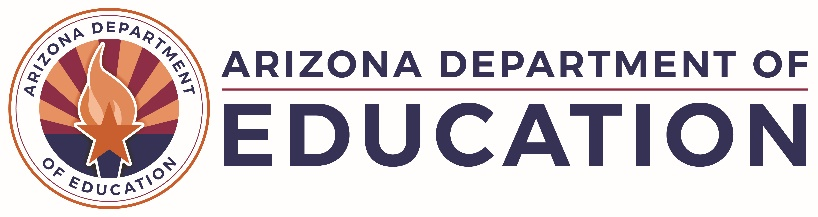 ARIZONA DEPARTMENT
OF EDUCATION
ARIZONA DEPARTMENT OF
EDUCATION